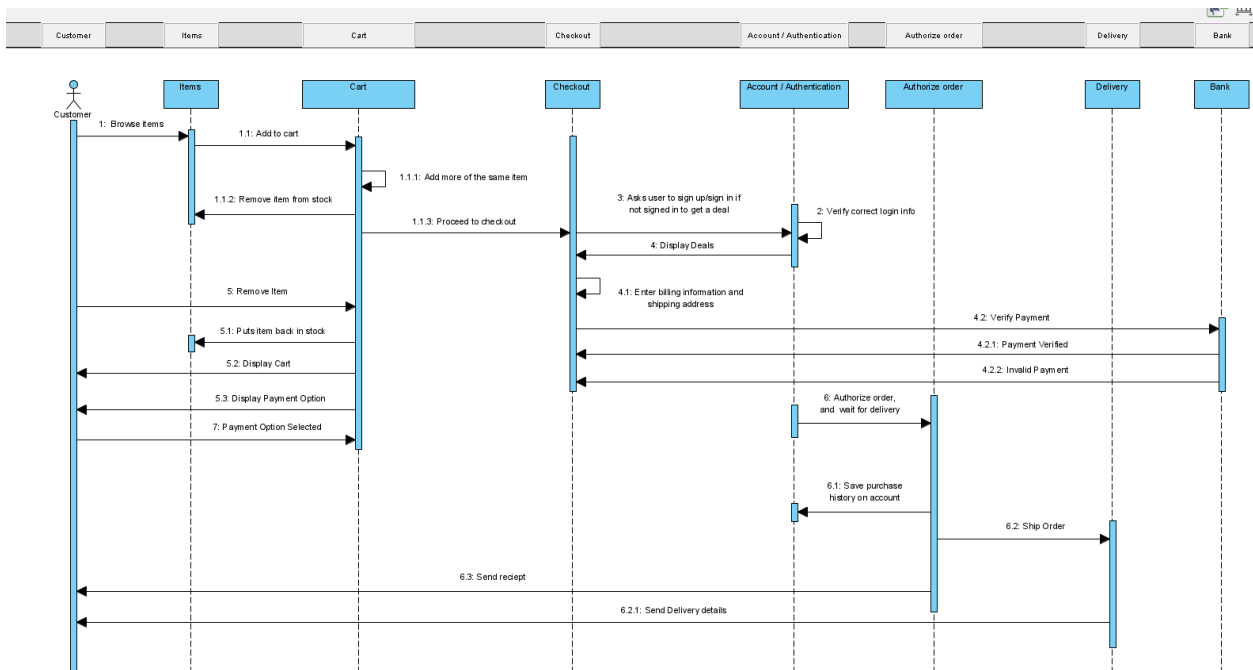 Customer
Items
Cart
Checkout
Account / Authentication
Authorize order
Delivery
Bank
Items
Cart
Checkout
Account / Authentication
Authorize order
Delivery
Bank
Customer
1: Browse items
1.1: Add to cart
1.1.1: Add more of the same item
1.1.2: Remove item from stock
1.1.3: Proceed to checkout
3: Asks user to sign up/sign in if
not signed in to get a deal
2: Verify correct login info
4: Display Deals
4.1: Enter billing information and
shipping address
5: Remove Item
4.2: Verify Payment
5.1: Puts item back in stock
4.2.1: Payment Verified
5.2: Display Cart
4.2.2: Invalid Payment
5.3: Display Payment Option
6: Authorize order,
and wait for delivery
7: Payment Option Selected
6.1: Save purchase
history on account
6.2: Ship Order
6.3: Send reciept
6.2.1: Send Delivery details